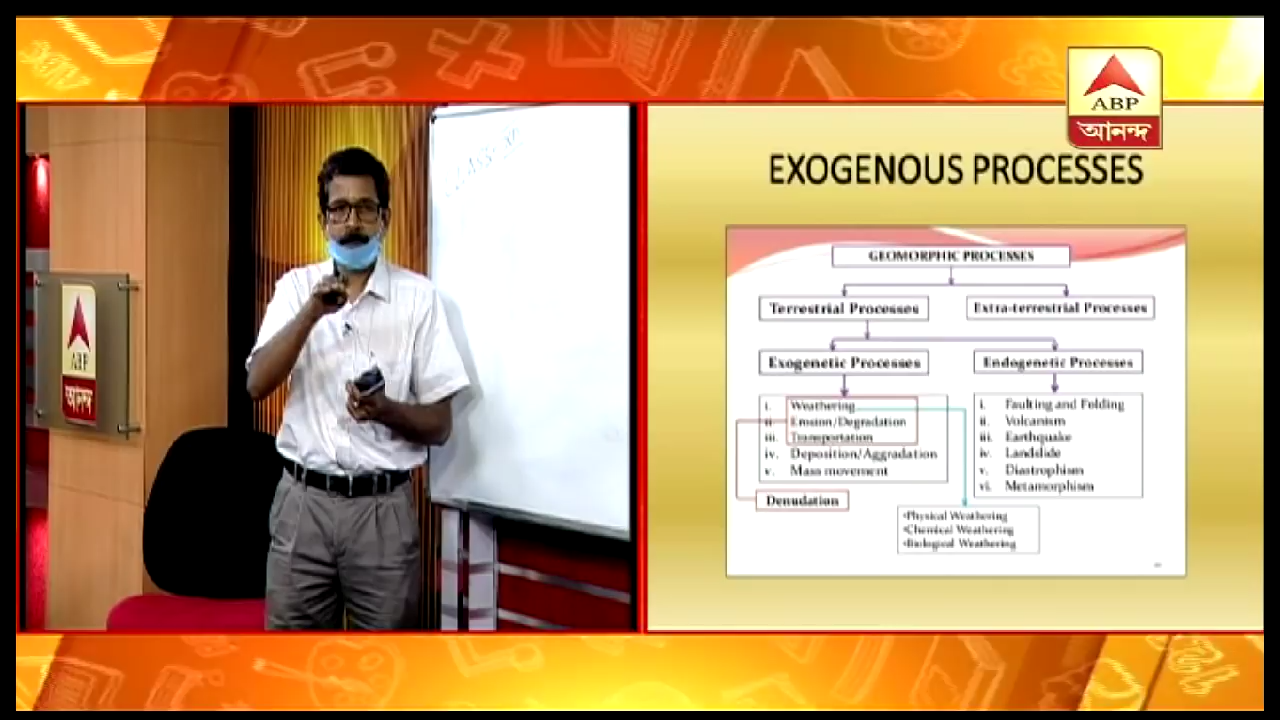 ABP
আনন্দ
ABP
আনন্দ
EXOGENOUS PROCESSES
GEOMORPHIC PROCESSES
Terrestrial Processes
Extra-terrestrial Processes
Exogenetic Processes
Endogenetic Processes
i. Weathering
ii. Erosion/Degradation
iii. Transportation
iv. Deposition/Aggradation
v. Mass movement
Denudation
i. Faulting and Folding
ii. Volcanism
iii. Earthquake
iv. Landslide
v. Diastrophism
vi. Metamorphism
•Physical Weathering
•Chemical Weathering
•Biological Weathering